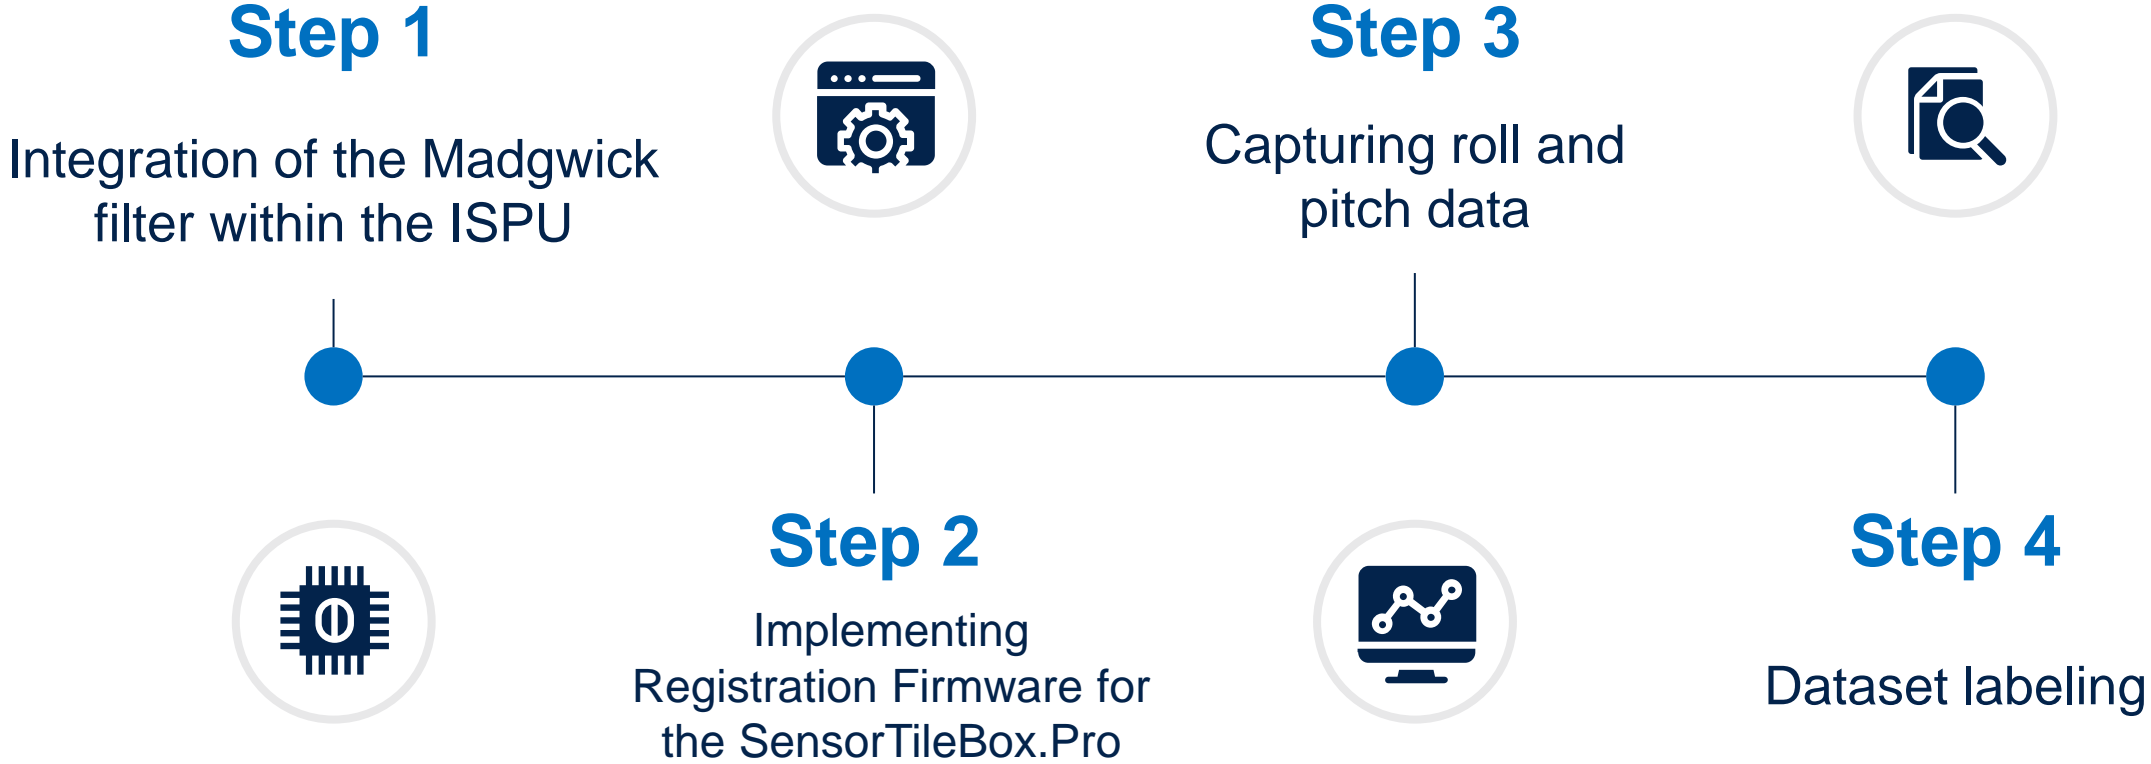 Step 1
Integration of the Madgwick
filter within the ISPU
Step 2
Implementing
Registration Firmware for
the SensorTileBox.Pro
Step 3
Capturing roll and
pitch data
Step 4
Dataset labeling